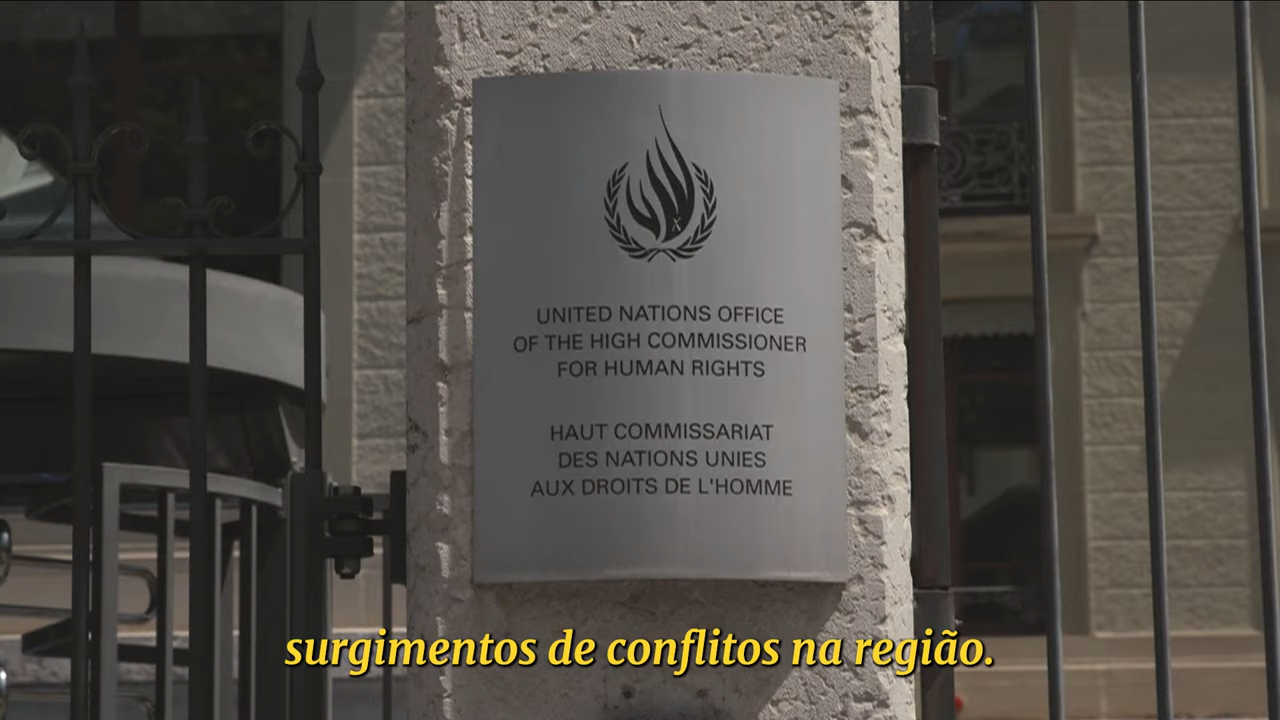 UNITED NATIONS OFFICE
OF THE HIGH COMMISSIONER
FOR HUMAN RIGHTS
HAUT COMMISSARIAT
DES NATIONS UNIES
AUX DROITS DE L'HOMME
surgimentos de conflitos na região.